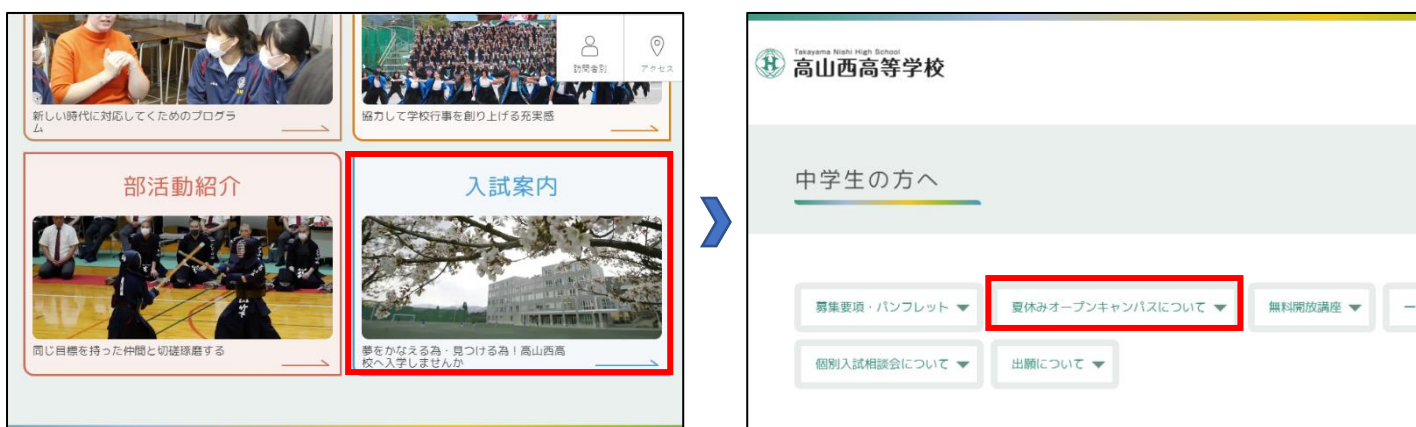 訪問者別
アクセス
新しい時代に対応してくためのプログラ
ム
協力して学校行事を創り上げる充実感
部活動紹介
同じ目標を持った仲間と切磋琢磨する
入試案内
夢をかなえる為・見つける為！高山西高
校へ入学しませんか
Takayama Nishi High School
高山西高等学校
中学生の方へ
募集要項・パンフレット
夏休みオープンキャンパスについて
無料開放講座
個別入試相談会について
出願について